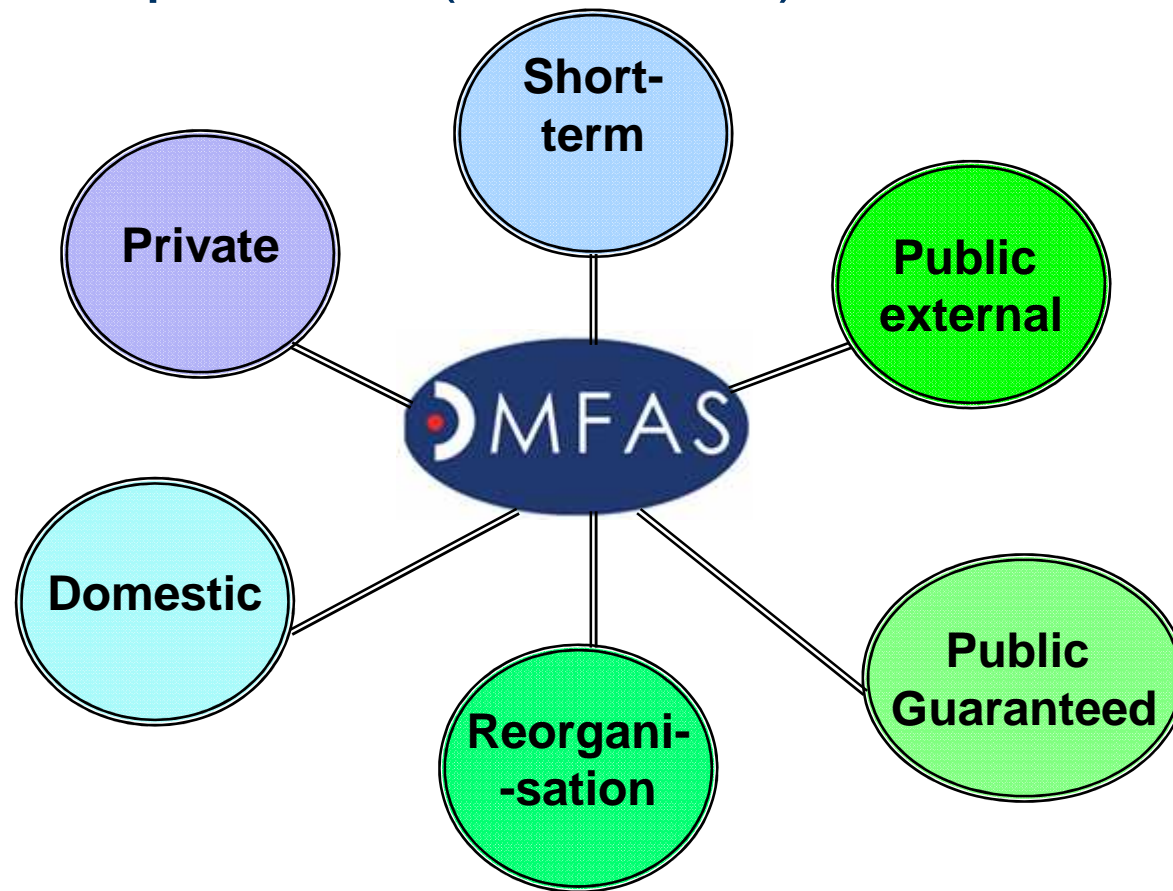 Short-
term
Private
Public
external
DMFAS
Domestic
Public
Guaranteed
Reorgani-
-sation